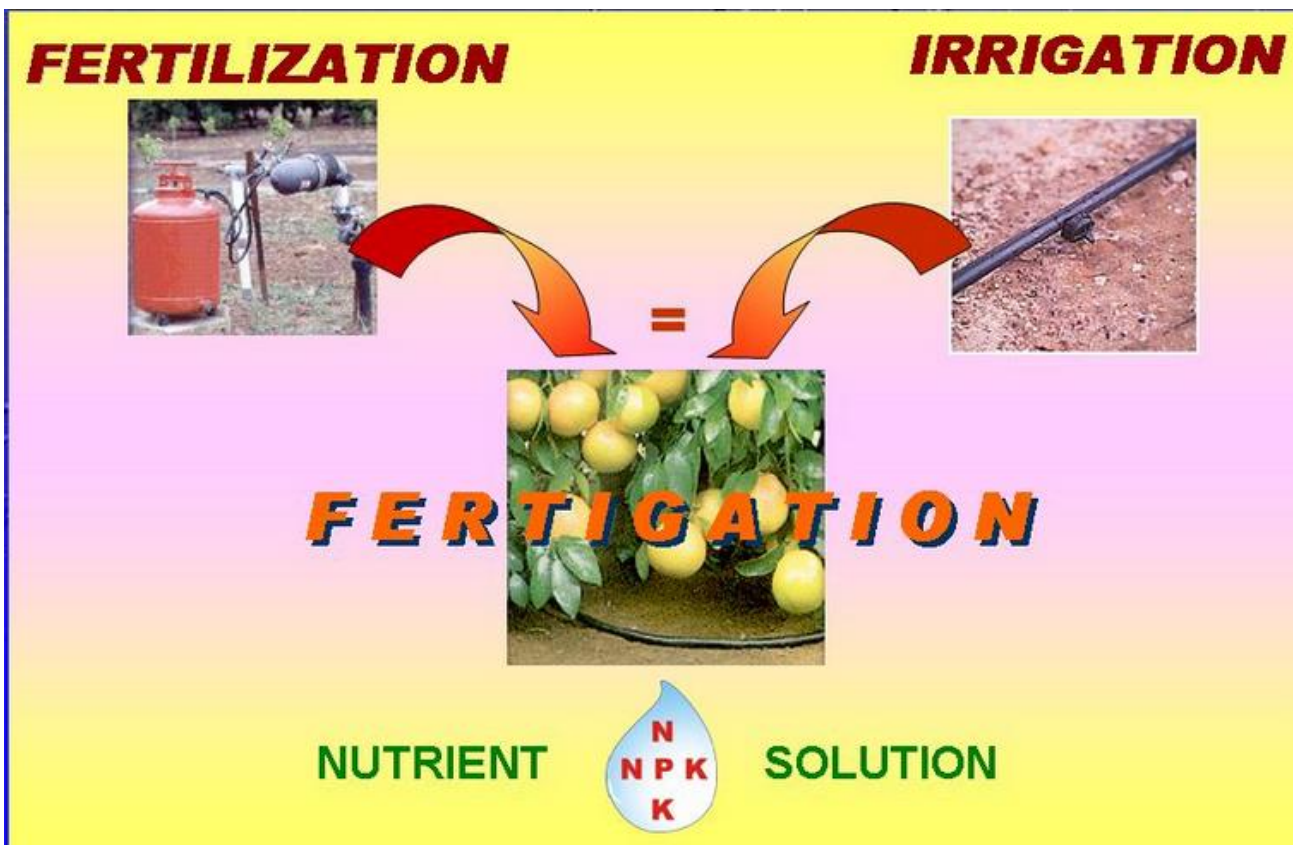 FERTILIZATION
IRRIGATION
=
FERTIGATION
NUTRIENT
N
N P K
K
SOLUTION